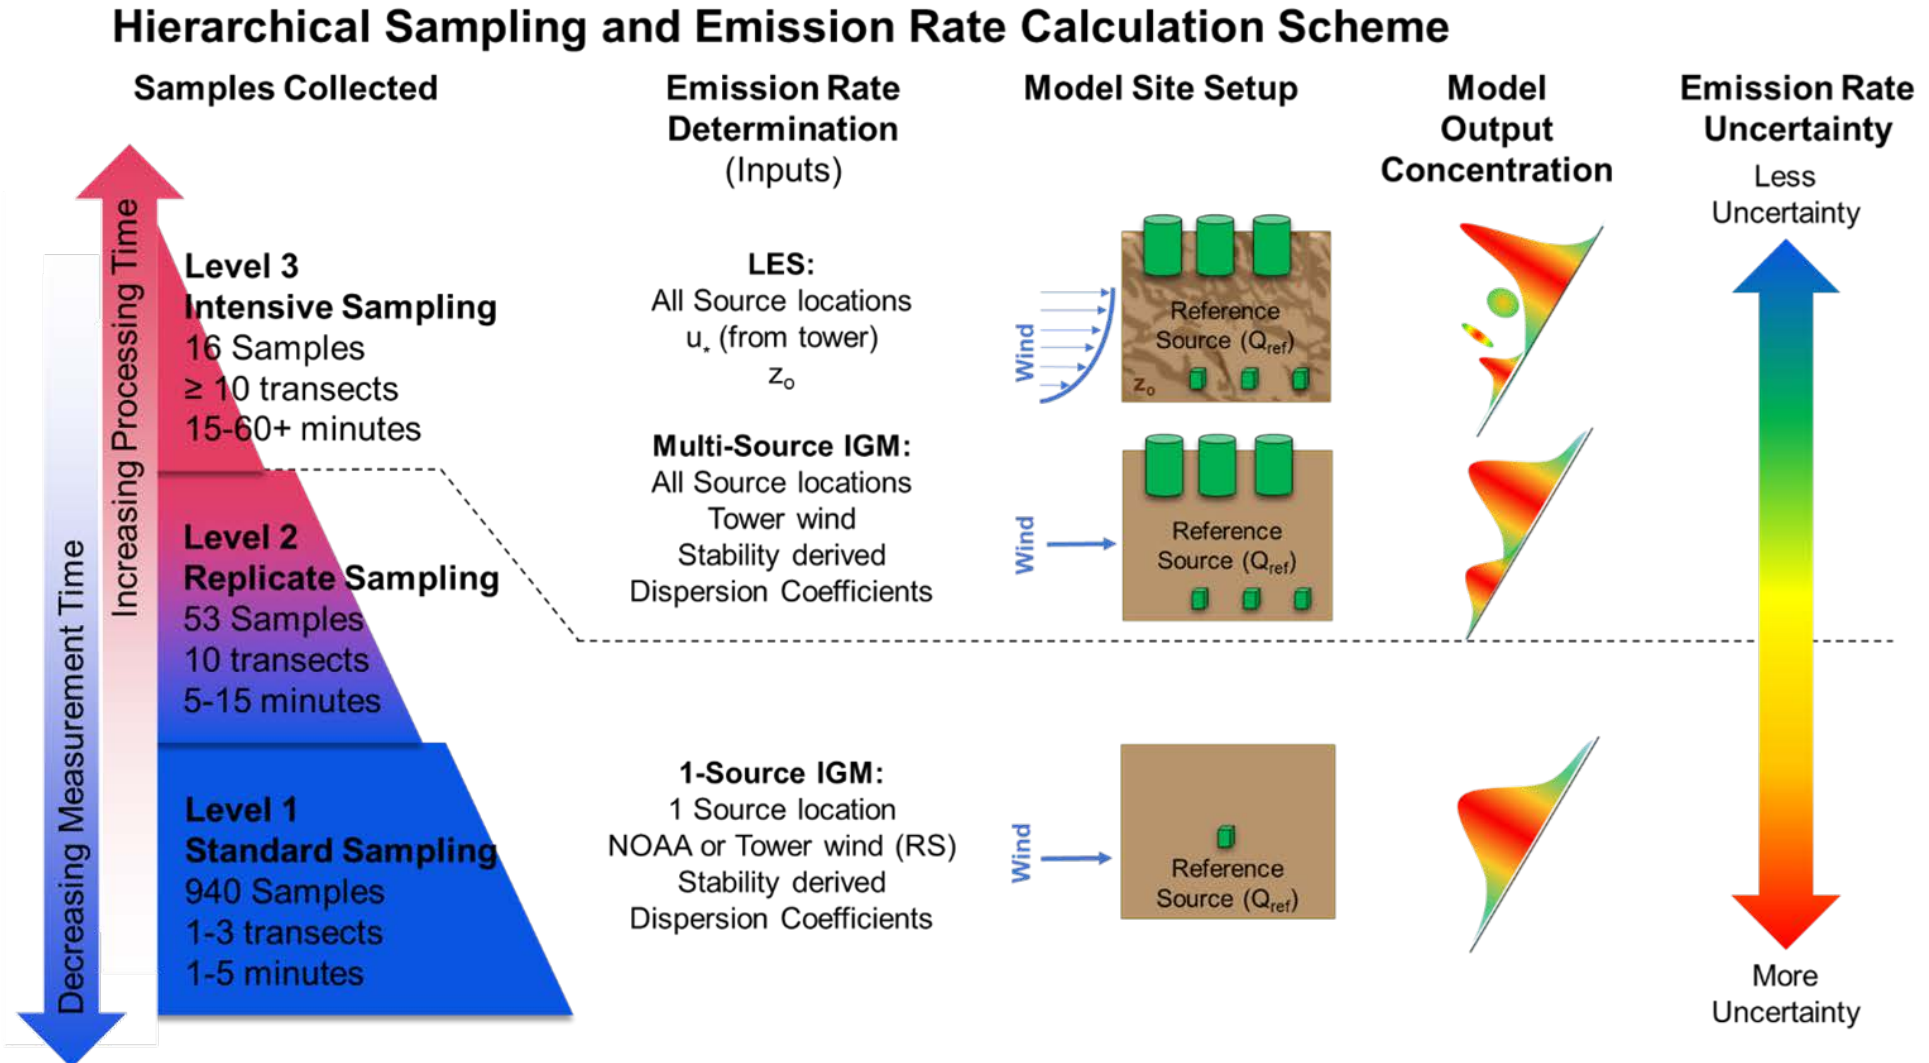 Hierarchical Sampling and Emission Rate Calculation Scheme
Samples Collected
Increasing Processing Time
Decreasing Measurement Time
Level 3
Intensive Sampling
16 Samples
≥ 10 transects
15-60+ minutes
Level 2
Replicate Sampling
53 Samples
10 transects
5-15 minutes
Level 1
Standard Sampling
940 Samples
1-3 transects
1-5 minutes
Emission Rate
Determination
(Inputs)
LES:
All Source locations
u* (from tower)
zo
Multi-Source IGM:
All Source locations
Tower wind
Stability derived
Dispersion Coefficients
1-Source IGM:
1 Source location
NOAA or Tower wind (RS)
Stability derived
Dispersion Coefficients
Model Site Setup
Wind
Reference
Source (Qref)
zo
Wind
Reference
Source (Qref)
Wind
Reference
Source (Qref)
Model
Output
Concentration
Emission Rate
Uncertainty
Less
Uncertainty
More
Uncertainty